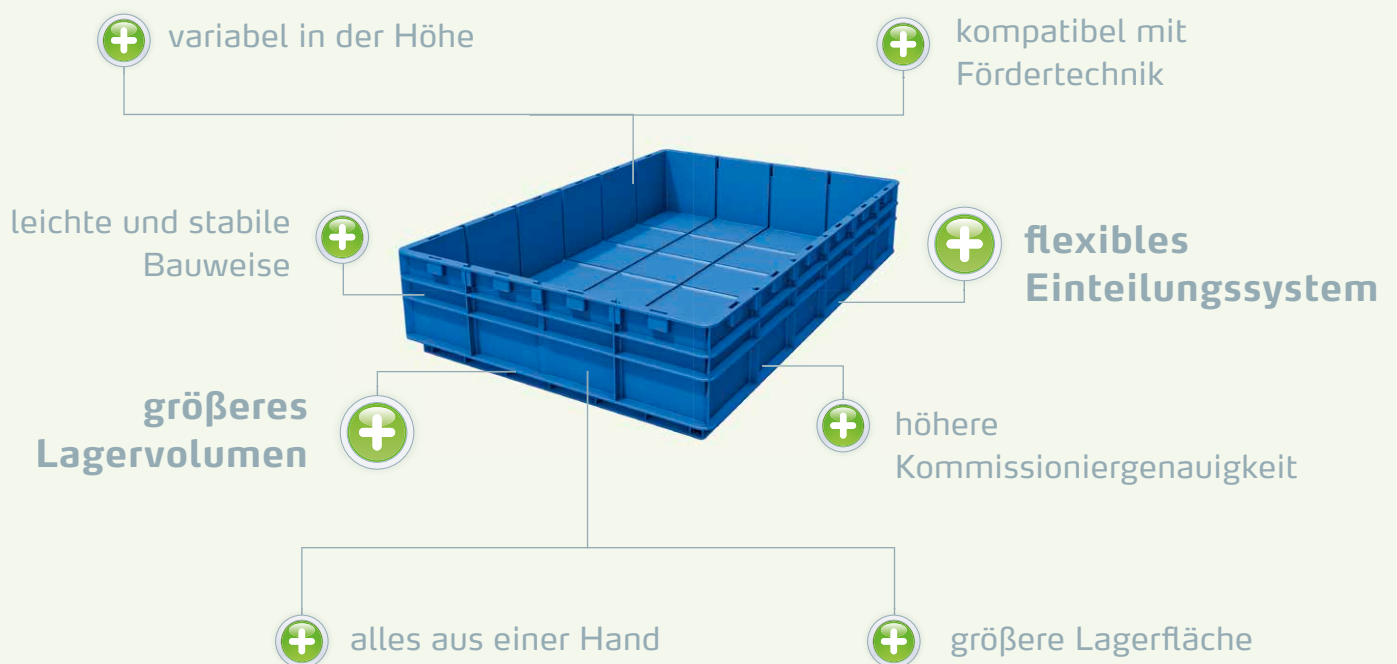 variabel in der Höhe
kompatibel mit
Fördertechnik
leichte und stabile
Bauweise
flexibles
Einteilungssystem
größeres
Lagervolumen
höhere
Kommissioniergenauigkeit
alles aus einer Hand
größere Lagerfläche